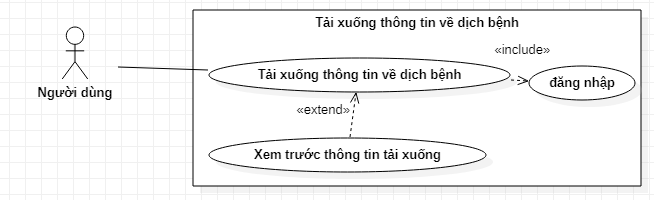 Tải xuống thông tin về dịch bệnh
«include»
Tải xuống thông tin về dịch bệnh
đăng nhập
Người dùng
«extend»
Xem trước thông tin tải xuống